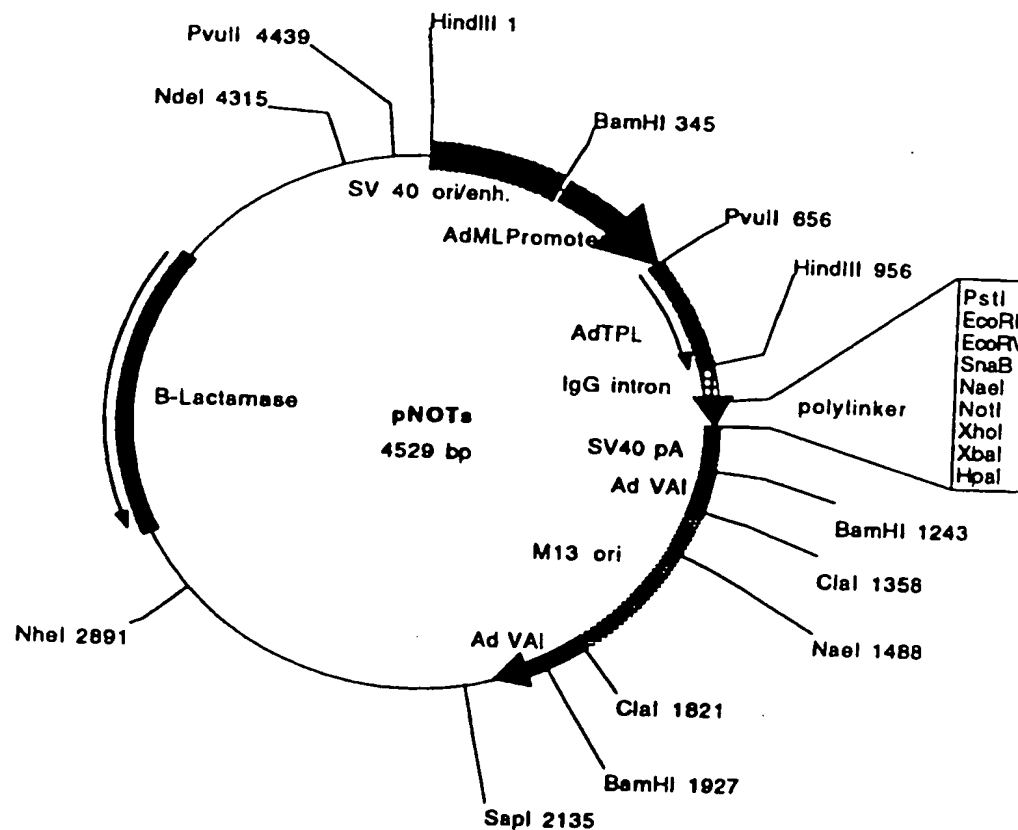 HindIII 1
PvuII 4439
NdeI 4315
BamHI 345
SV 40 ori/enh.
AdMLPromote
PvuII 656
HindIII 956
PstI
EcoRI
EcoRV
SnaB
NaeI
NotI
XhoI
XbaI
HpaI
AdTPL
IgG intron
polylinker
B-Lactamase
pNOTs
4529 bp
SV40 pA
Ad VAI
BamHI 1243
M13 ori
ClaI 1358
NheI 2891
Ad VAI
NaeI 1488
ClaI 1821
BamHI 1927
SapI 2135